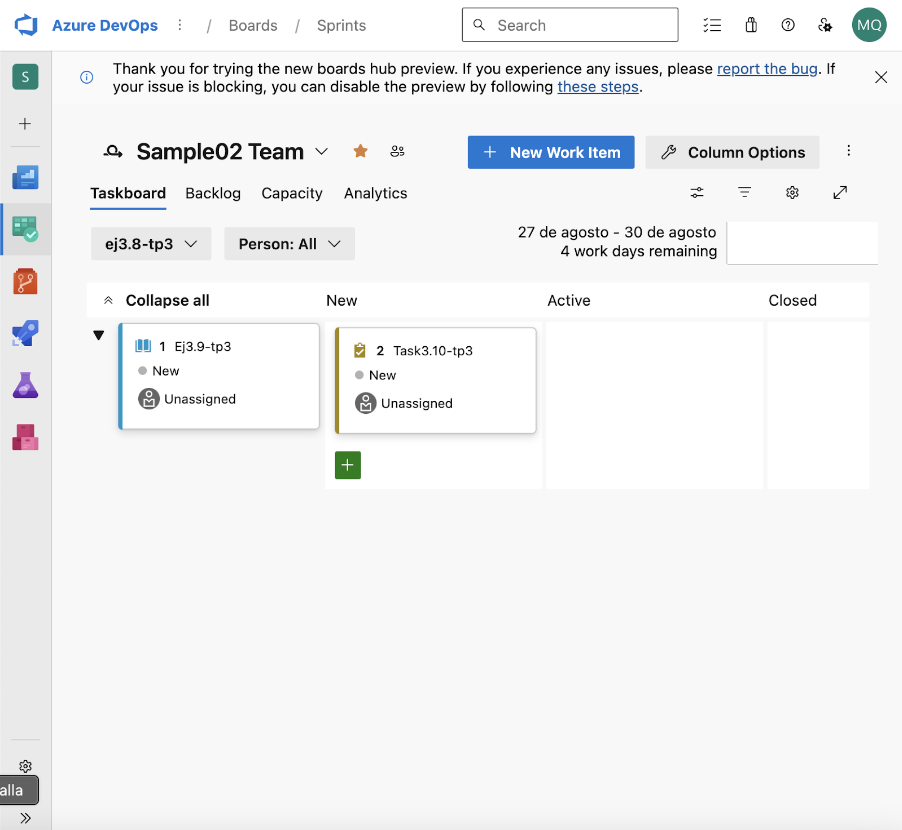 Azure DevOps / Boards / Sprints Search MQ
S
Thank you for trying the new boards hub preview. If you experience any issues, please report the bug. If
your issue is blocking, you can disable the preview by following these steps.
Sample02 Team New Work Item Column Options
Taskboard Backlog Capacity Analytics
ej3.8-tp3 Person: All
27 de agosto - 30 de agosto
4 work days remaining
Collapse all New Active Closed
1 Ej3.9-tp3
New
Unassigned
2 Task3.10-tp3
New
Unassigned
alla